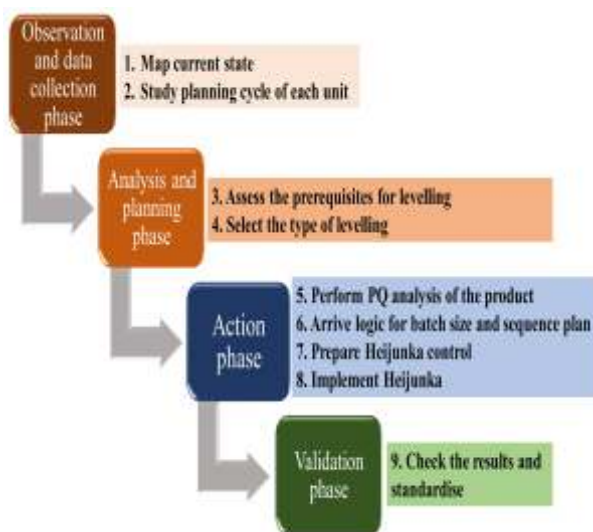 Observation
and data
collection
phase
1. Map current state
2. Study planning cycle of each unit
Analysis and
planning
phase
3. Assess the prerequisites for levelling
4. Select the type of levelling
Action
phase
5. Perform PQ analysis of the product
6. Arrive logic for batch size and sequence plan
7. Prepare Heijunka control
8. Implement Heijunka
Validation
phase
9. Check the results and
standardise